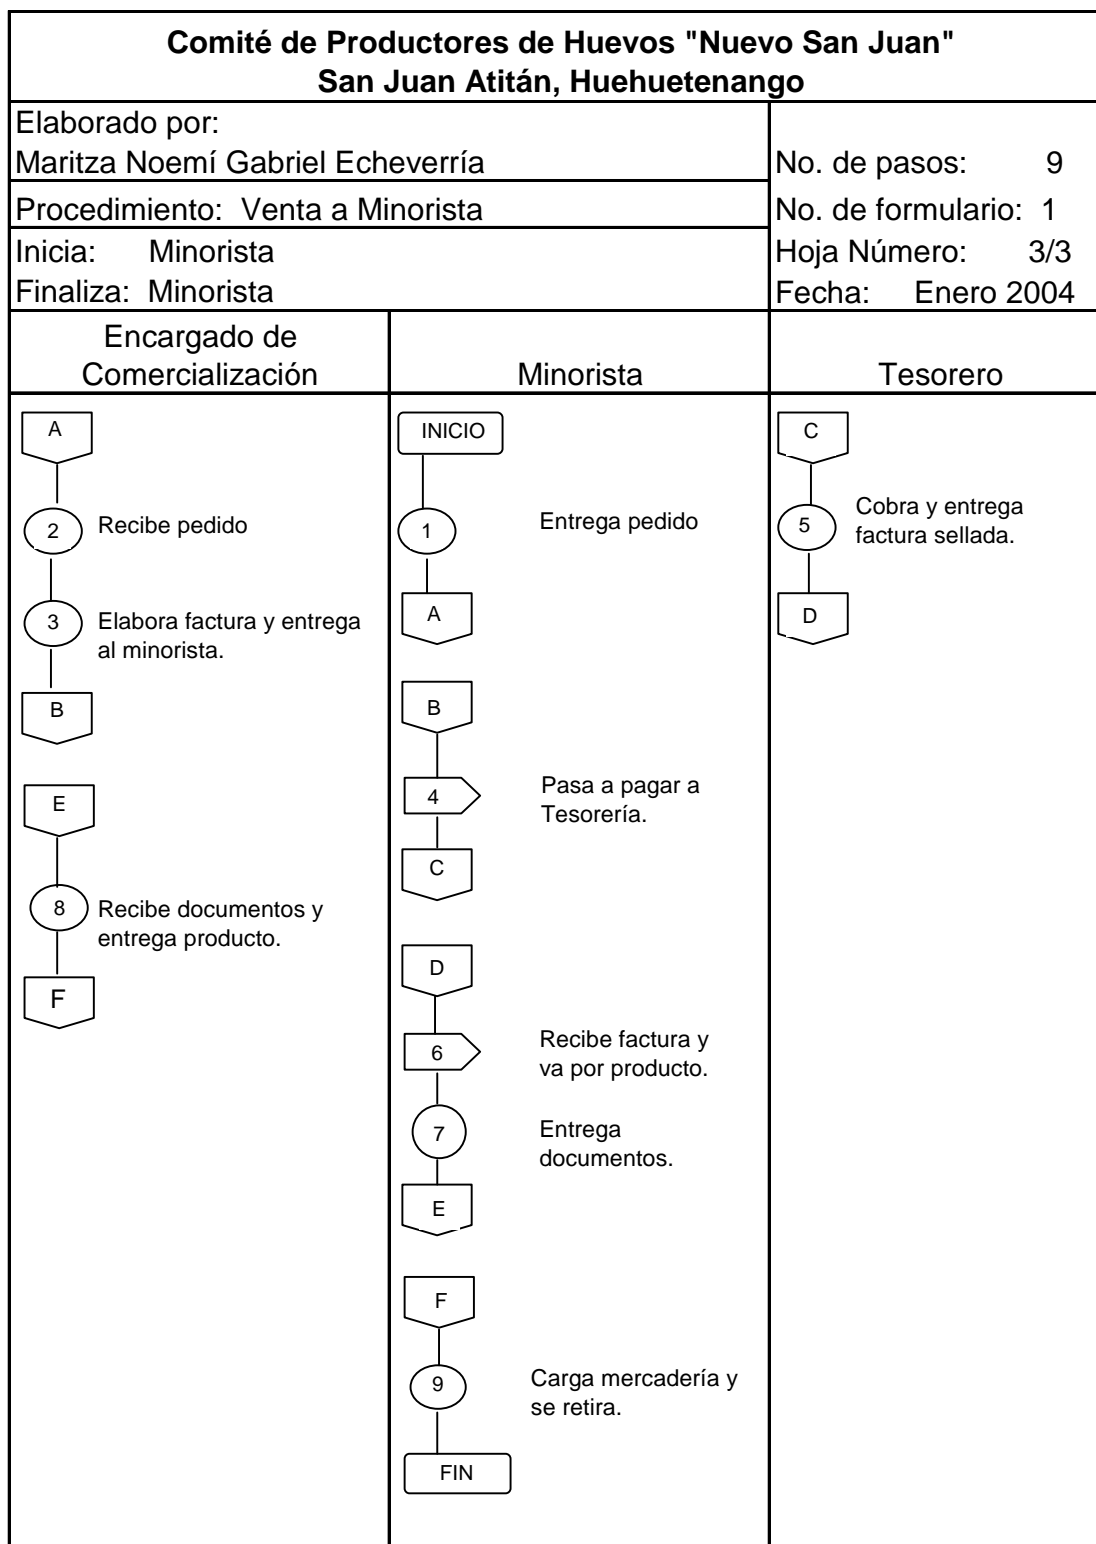 Comité de Productores de Huevos "Nuevo San Juan"
San Juan Atitán, Huehuetenango
Elaborado por:
Maritza Noemí Gabriel Echeverría
Procedimiento: Venta a Minorista
Inicia: Minorista
Finaliza: Minorista
No. de pasos: 9
No. de formulario: 1
Hoja Número: 3/3
Fecha: Enero 2004
Encargado de
Comercialización
Minorista
Tesorero
A
2 Recibe pedido
3 Elabora factura y entrega
al minorista.
B
E
8 Recibe documentos y
entrega producto.
F
INICIO
1 Entrega pedido
A
B
4 Pasa a pagar a
Tesorería.
C
D
6 Recibe factura y
va por producto.
7 Entrega
documentos.
E
F
9 Carga mercadería y
se retira.
FIN
C
5 Cobra y entrega
factura sellada.
D